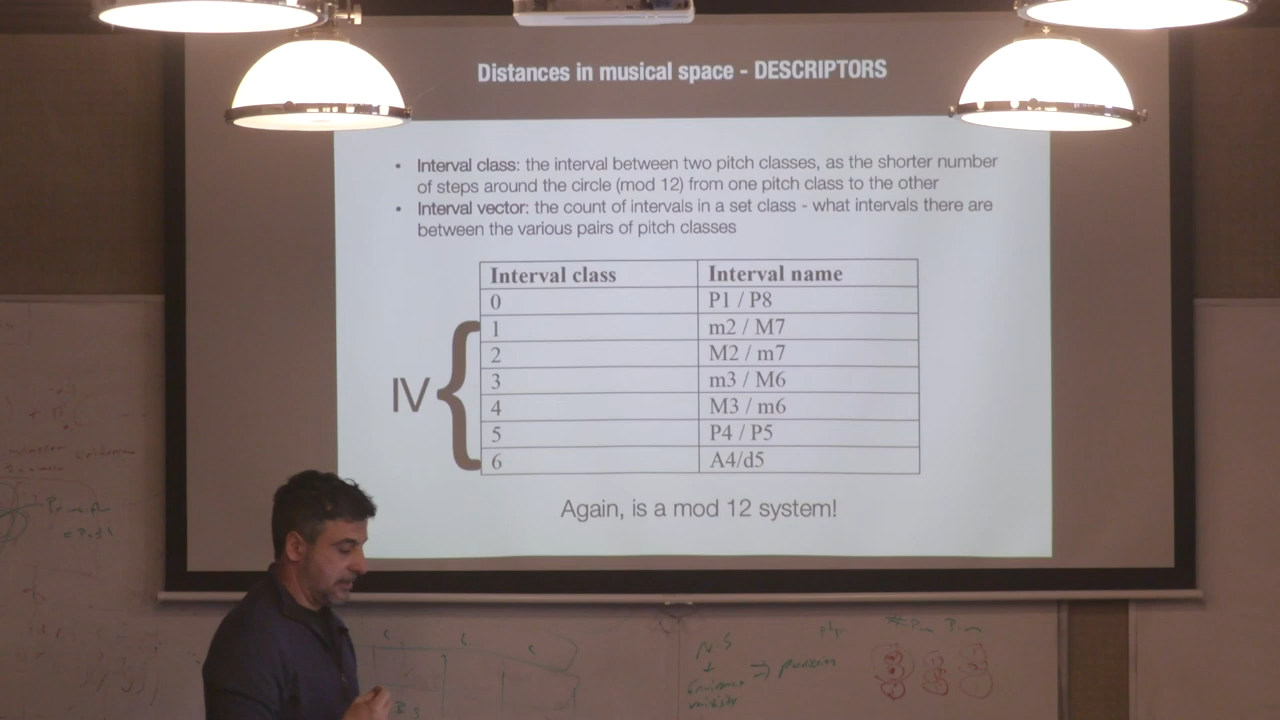 Distances in musical space - DESCRIPTORS
• Interval class: the interval between two pitch classes, as the shorter number
of steps around the circle (mod 12) from one pitch class to the other
• Interval vector: the count of intervals in a set class - what intervals there are
between the various pairs of pitch classes
Interval class Interval name
0 P1 / P8
1 m2 / M7
2 M2 / m7
3 m3 / M6
4 M3 / m6
5 P4 / P5
6 A4/d5
IV {
Again, is a mod 12 system!